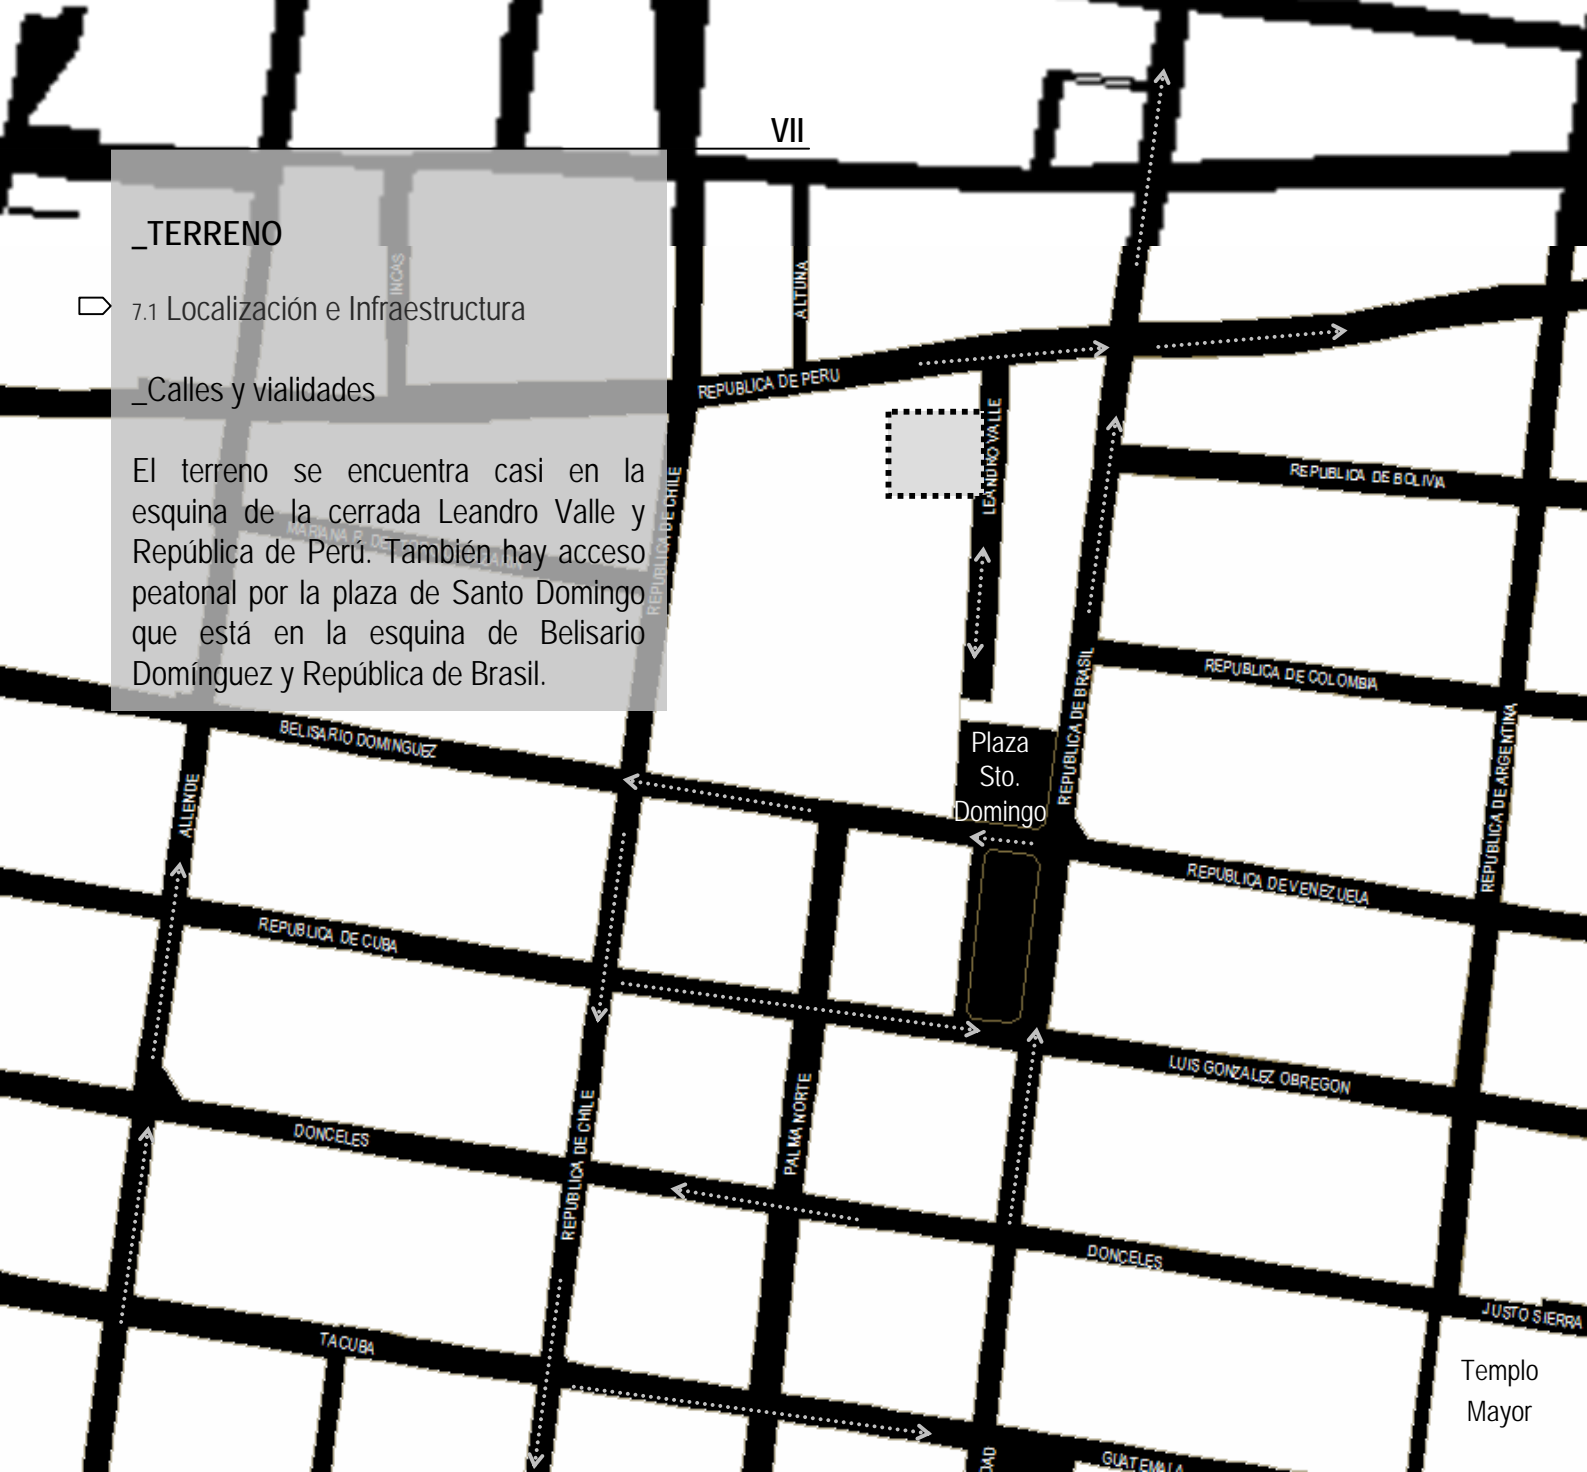 VII
_TERRENO
7.1 Localización e Infraestructura
_Calles y vialidades
El terreno se encuentra casi en la
esquina de la cerrada Leandro Valle y
República de Perú. También hay acceso
peatonal por la plaza de Santo Domingo
que está en la esquina de Belisario
Domínguez y República de Brasil.
INCAS
ALTUNA
REPUBLICA DE PERU
LEANDRO VALLE
REPUBLICA DE BOLIVIA
REPUBLICA DE CHILE
MARIANA R. DE
REPUBLICA DE COLOMBIA
REPUBLICA DE BRASIL
REPUBLICA DE ARGENTINA
BELISARIO DOMINGUEZ
Plaza
Sto.
Domingo
ALLENDE
REPUBLICA DE VENEZUELA
REPUBLICA DE CUBA
LUIS GONZALEZ OBREGON
REPUBLICA DE CHILE
PALMA NORTE
DONCELES
DONCELES
JUSTO SIERRA
TACUBA
Templo
Mayor
DAD
GUATEMALA